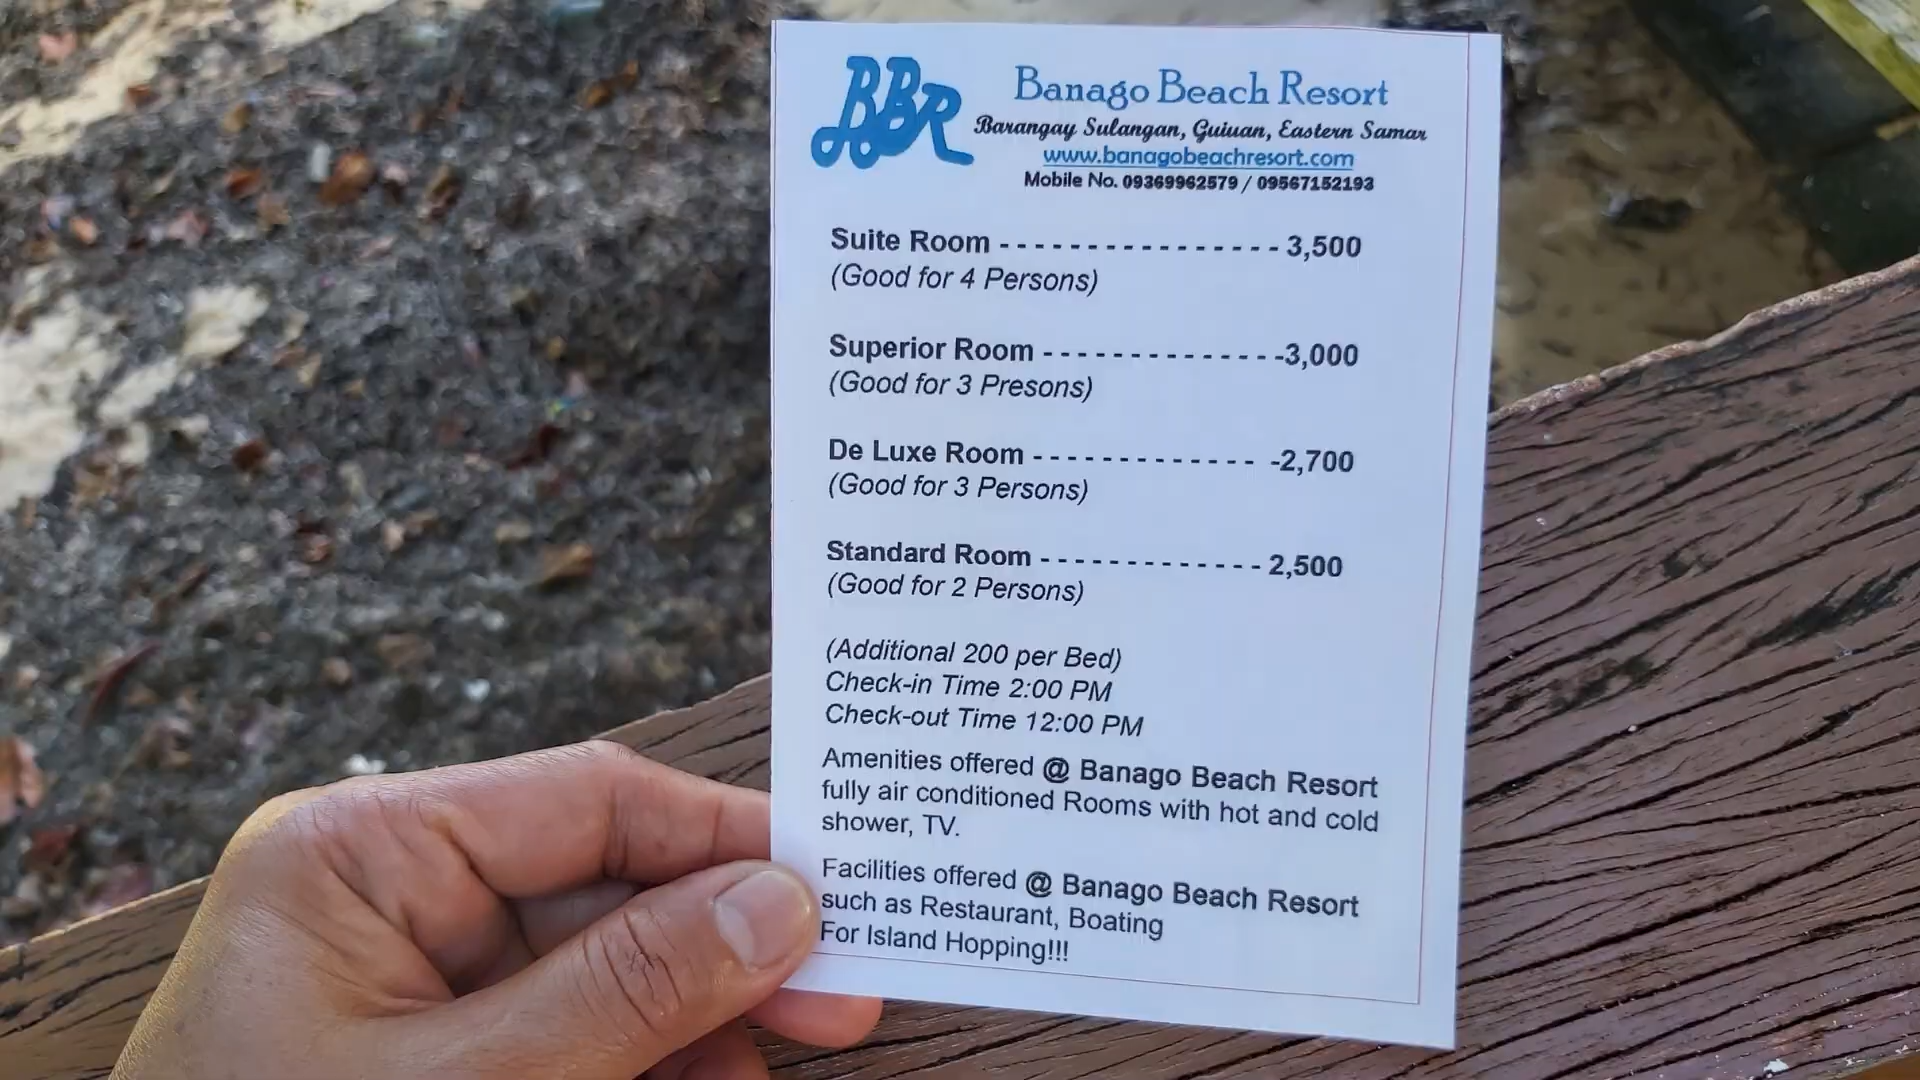 BBR
Banago Beach Resort
Barangay Sulangan, Guiuan, Eastern Samar
www.banagobeachresort.com
Mobile No. 09369962579 / 09567152193
Suite Room - - - - - - - - - - - - - - - - 3,500
(Good for 4 Persons)
Superior Room - - - - - - - - - - - - - -3,000
(Good for 3 Presons)
De Luxe Room - - - - - - - - - - - - - -2,700
(Good for 3 Persons)
Standard Room - - - - - - - - - - - - - 2,500
(Good for 2 Persons)
(Additional 200 per Bed)
Check-in Time 2:00 PM
Check-out Time 12:00 PM
Amenities offered @ Banago Beach Resort
fully air conditioned Rooms with hot and cold
shower, TV.
Facilities offered @ Banago Beach Resort
such as Restaurant, Boating
For Island Hopping!!!